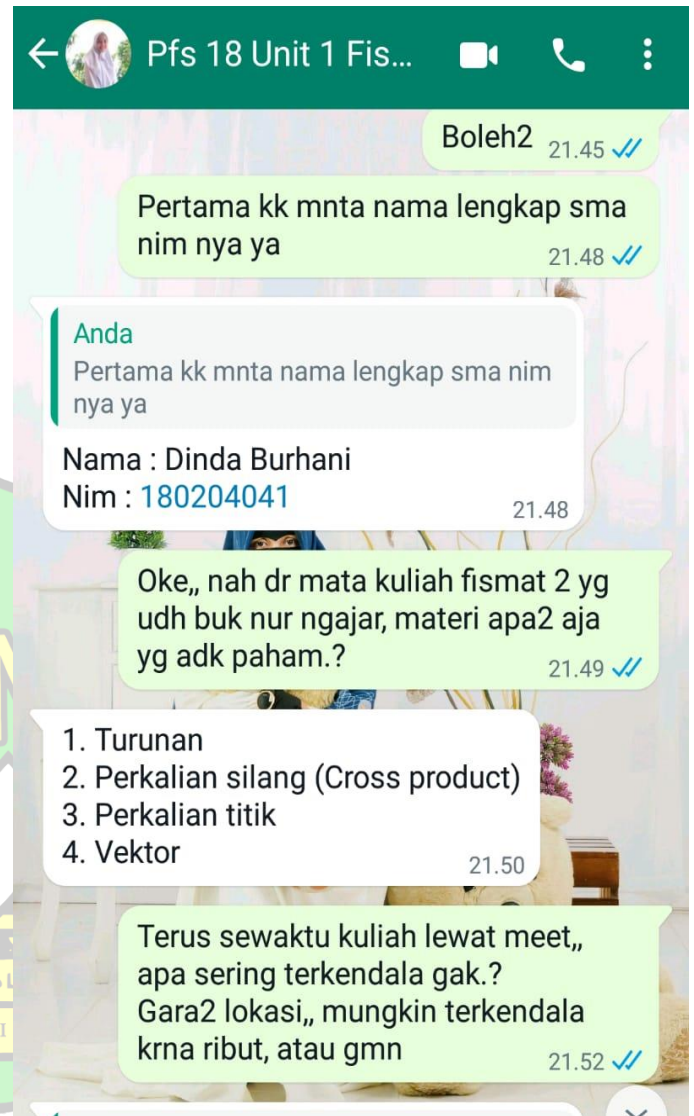 Pfs 18 Unit 1 Fis...
Boleh2 21.45
Pertama kk mnta nama lengkap sma
nim nya ya
21.48
Anda
Pertama kk mnta nama lengkap sma nim
nya ya
Nama : Dinda Burhani
Nim : 180204041
21.48
Oke,, nah dr mata kuliah fismat 2 yg
udh buk nur ngajar, materi apa2 aja
yg adk paham.?
21.49
1. Turunan
2. Perkalian silang (Cross product)
3. Perkalian titik
4. Vektor
21.50
Terus sewaktu kuliah lewat meet,,
apa sering terkendala gak.?
Gara2 lokasi,, mungkin terkendala
krna ribut, atau gmn
21.52